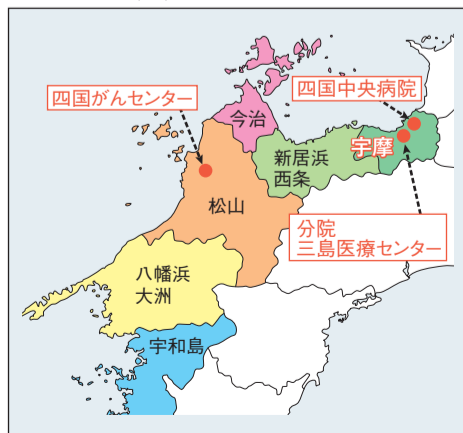 四国中央病院
四国がんセンター
今治
宇摩
新居浜
西条
松山
分院
三島医療センター
八幡浜
大洲
宇和島